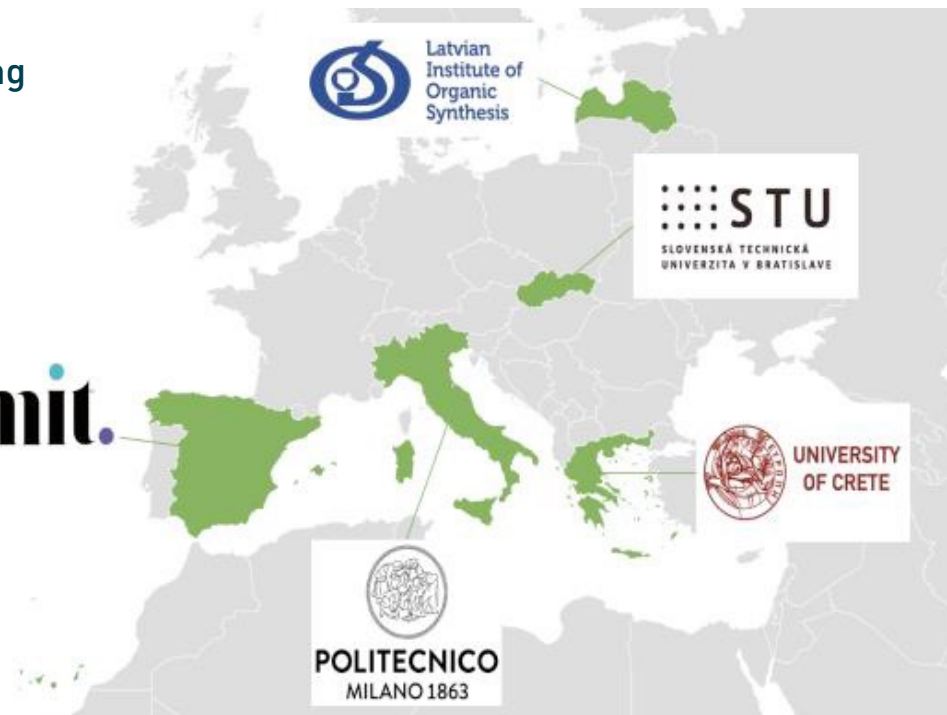 ng
Latvian
Institute of
Organic
Synthesis
STU
SLOVENSKÁ TECHNICKÁ
UNIVERZITA V BRATISLAVE
mit.
UNIVERSITY
OF CRETE
POLITECNICO
MILANO 1863